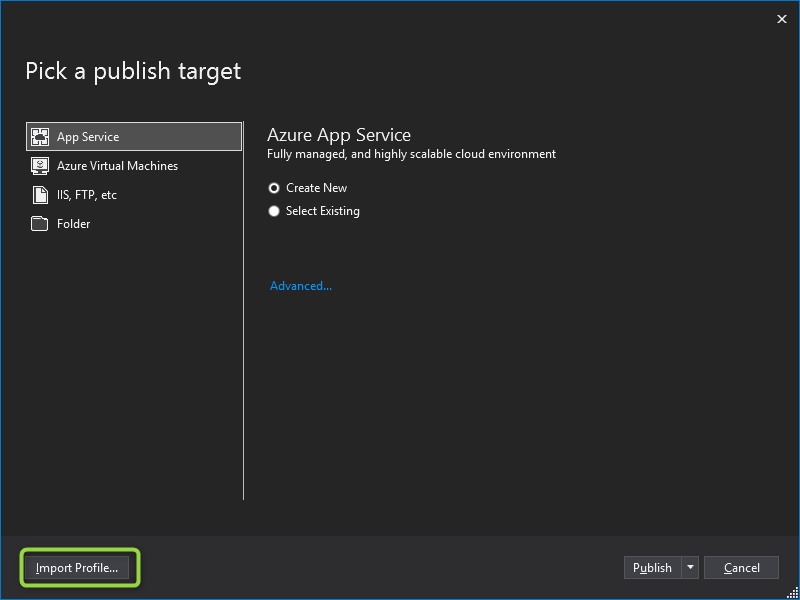 Pick a publish target
App Service
Azure Virtual Machines
IIS, FTP, etc
Folder
Azure App Service
Fully managed, and highly scalable cloud environment
Create New
Select Existing
Advanced...
Import Profile...
Publish
Cancel